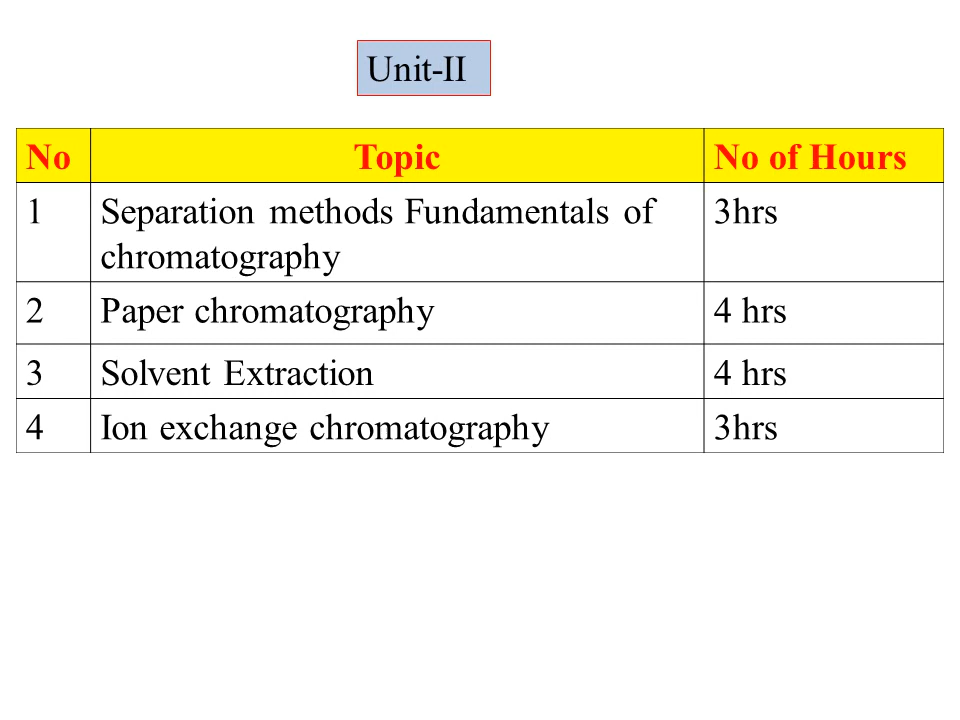 Unit-II
No Topic No of Hours
1 Separation methods Fundamentals of 3hrs
chromatography
2 Paper chromatography 4 hrs
3 Solvent Extraction 4 hrs
4 Ion exchange chromatography 3hrs